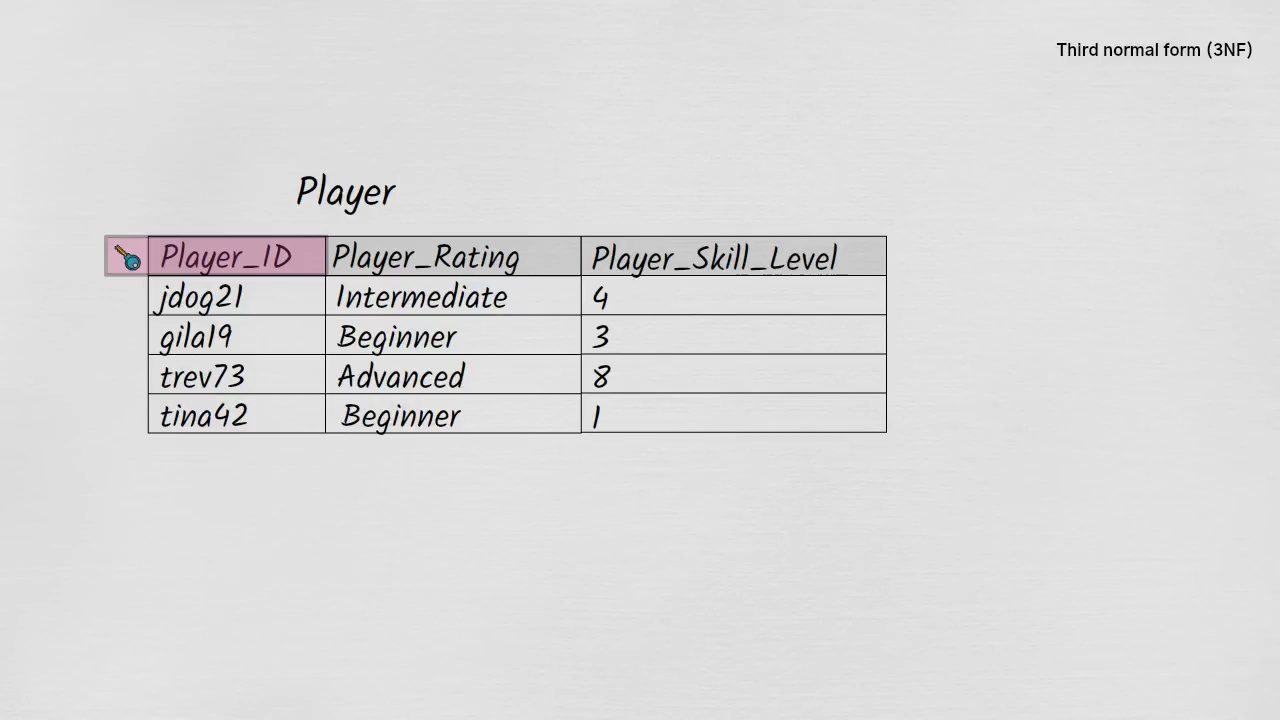 Third normal form (3NF)
Player
Player_ID Player_Rating Player_Skill_Level
jdog21 Intermediate 4
gila19 Beginner 3
trev73 Advanced 8
tina42 Beginner 1